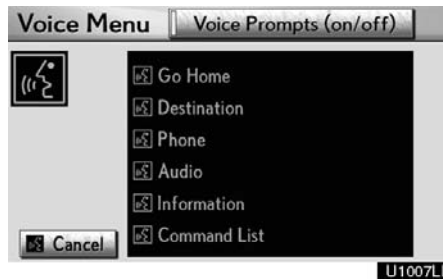 Voice Menu Voice Prompts (on/off)
Go Home
Destination
Phone
Audio
Information
Cancel Command List
U1007L